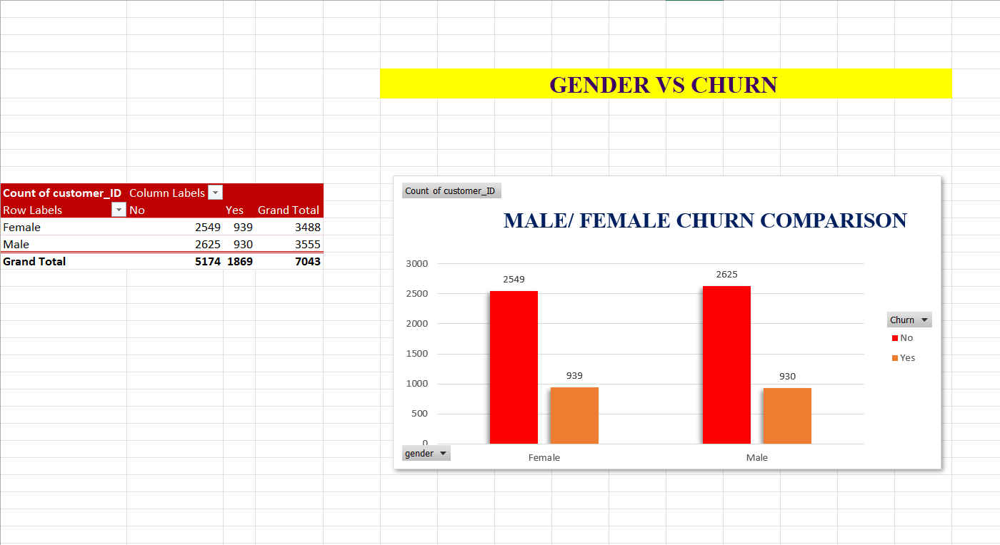 GENDER VS CHURN
Count of customer_ID Column Labels
Row Labels No Yes Grand Total
Female 2549 939 3488
Male 2625 930 3555
Grand Total 5174 1869 7043
Count of customer_ID
MALE/ FEMALE CHURN COMPARISON
3000
2500
2000
1500
1000
500
0
2549
939
2625
930
Female
Male
gender
Churn
No
Yes